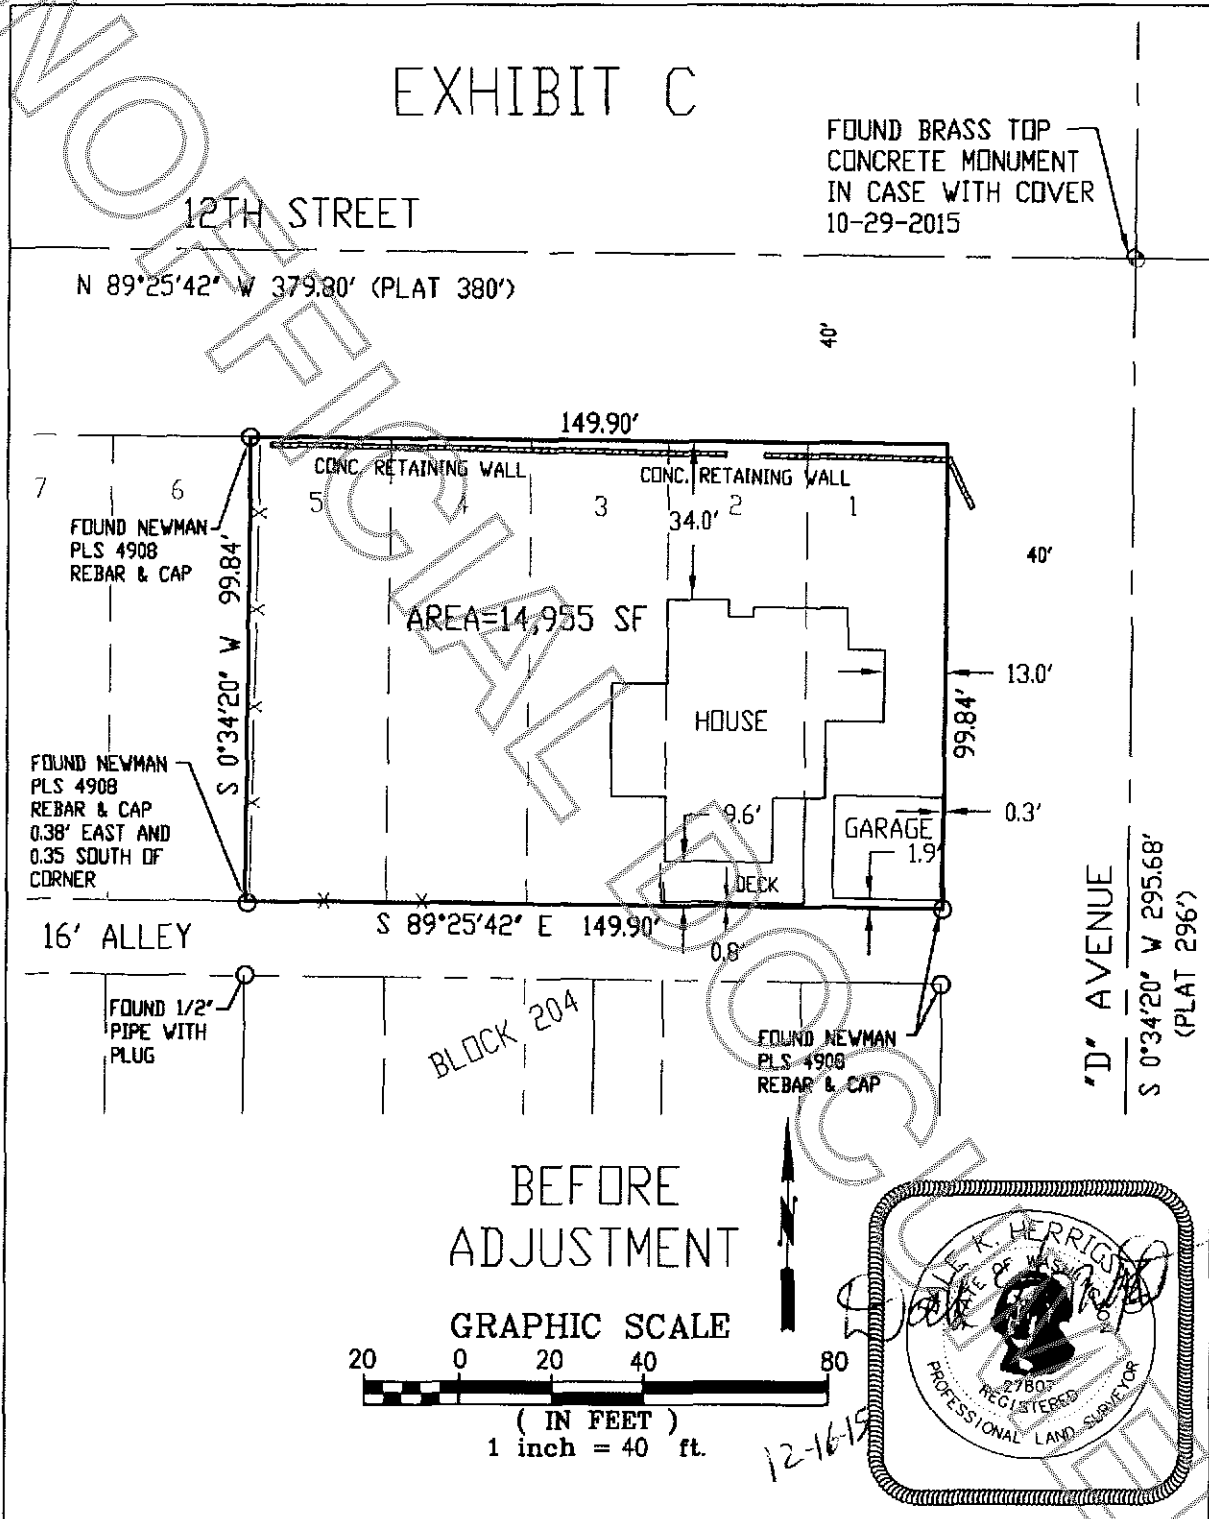 EXHIBIT C
FOUND BRASS TOP
CONCRETE MONUMENT
IN CASE WITH COVER
10-29-2015
12TH STREET
N 89°25'42" W 379.80' (PLAT 380')
40'
149.90'
CONC. RETAINING WALL
CONC. RETAINING WALL
7
6
5
4
3
2
1
34.0'
FOUND NEWMAN
PLS 4908
REBAR & CAP
S 0°34'20" W 99.84'
40'
AREA=14,955 SF
13.0'
HOUSE
99.84'
FOUND NEWMAN
PLS 4908
REBAR & CAP
0.38' EAST AND
0.35 SOUTH OF
CORNER
9.6'
GARAGE
1.9'
0.3'
DECK
16' ALLEY
S 89°25'42" E 149.90'
0.8'
"D" AVENUE
S 0°34'20" W 295.68'
(PLAT 296')
FOUND 1/2"
PIPE WITH
PLUG
BLOCK 204
FOUND NEWMAN
PLS 4908
REBAR & CAP
BEFORE
ADJUSTMENT
N
GRAPHIC SCALE
20 0 20 40 80
( IN FEET )
1 inch = 40 ft.
12-16-15
K. HERRIGS
STATE OF WASHINGTON
REGISTERED
PROFESSIONAL LAND SURVEYOR
UNOFFICIAL DOCUME